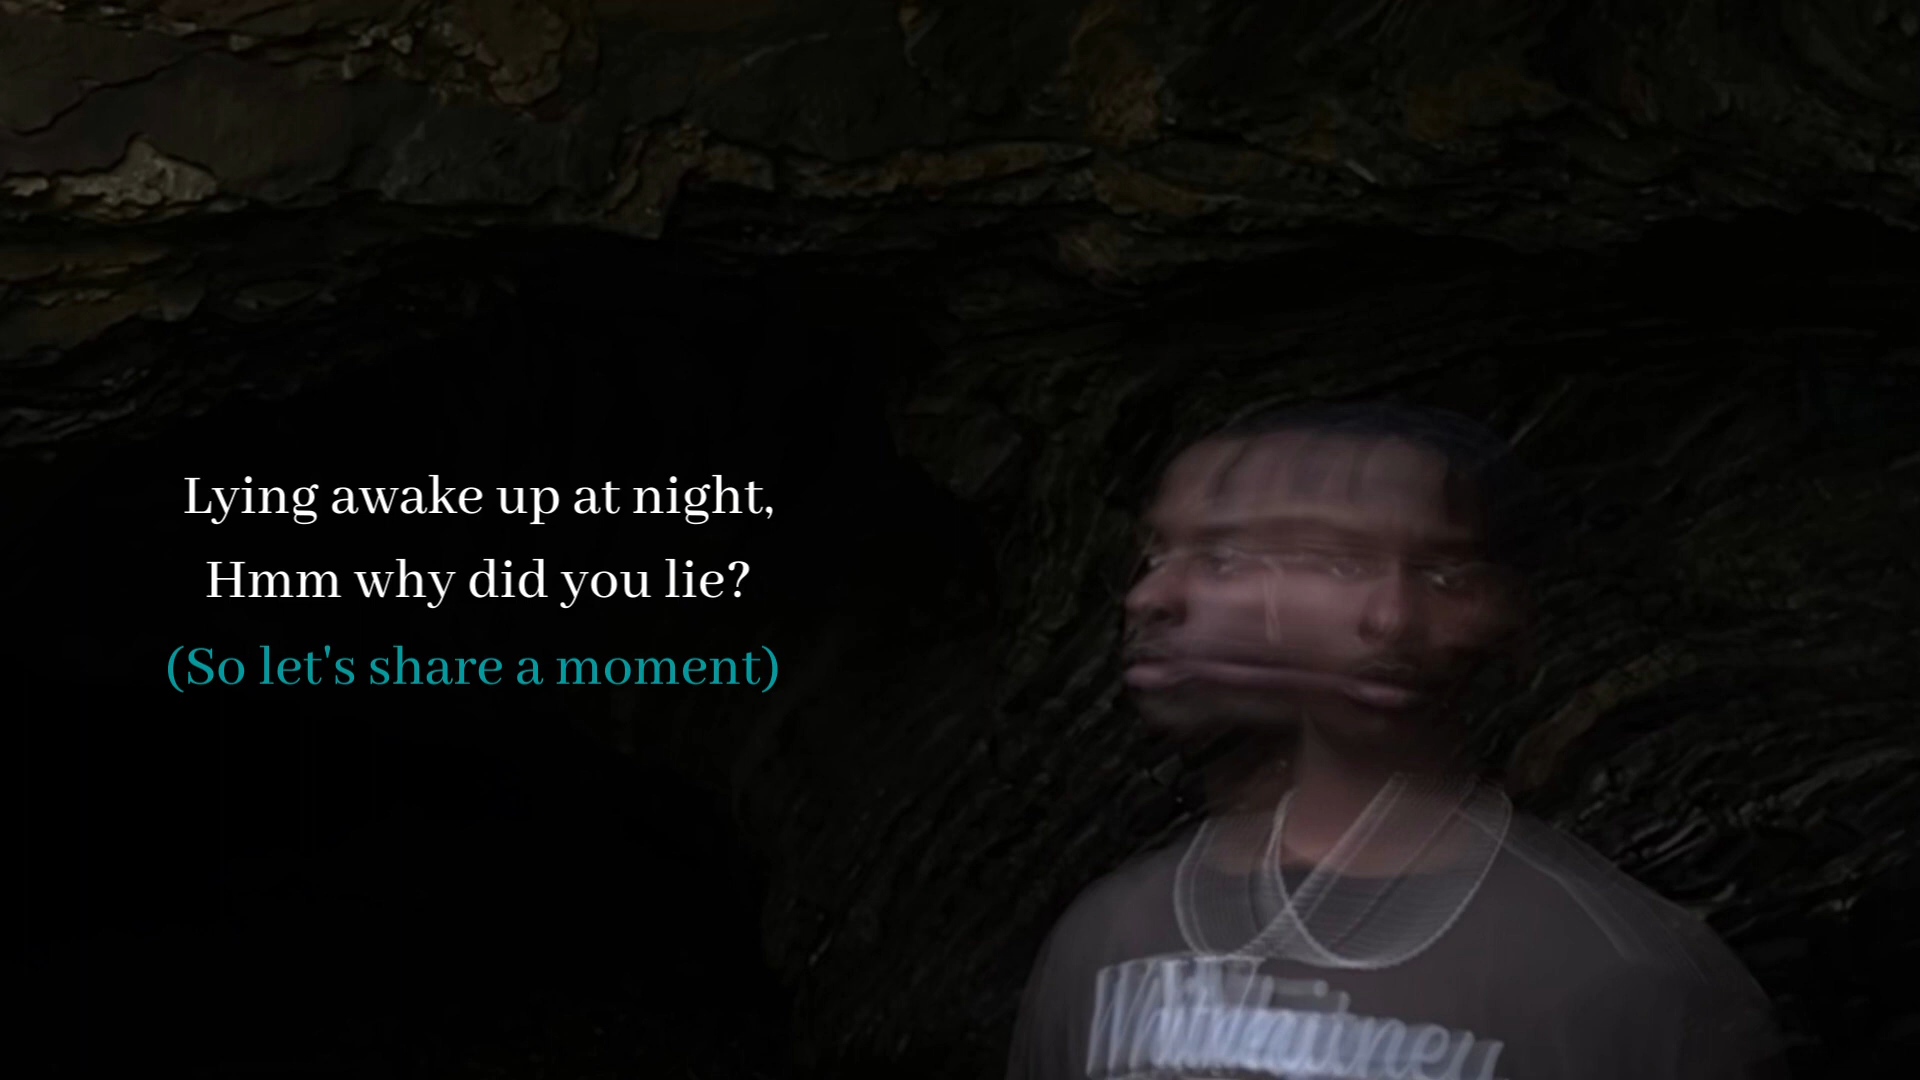 Lying awake up at night,
Hmm why did you lie?
(So let's share a moment)